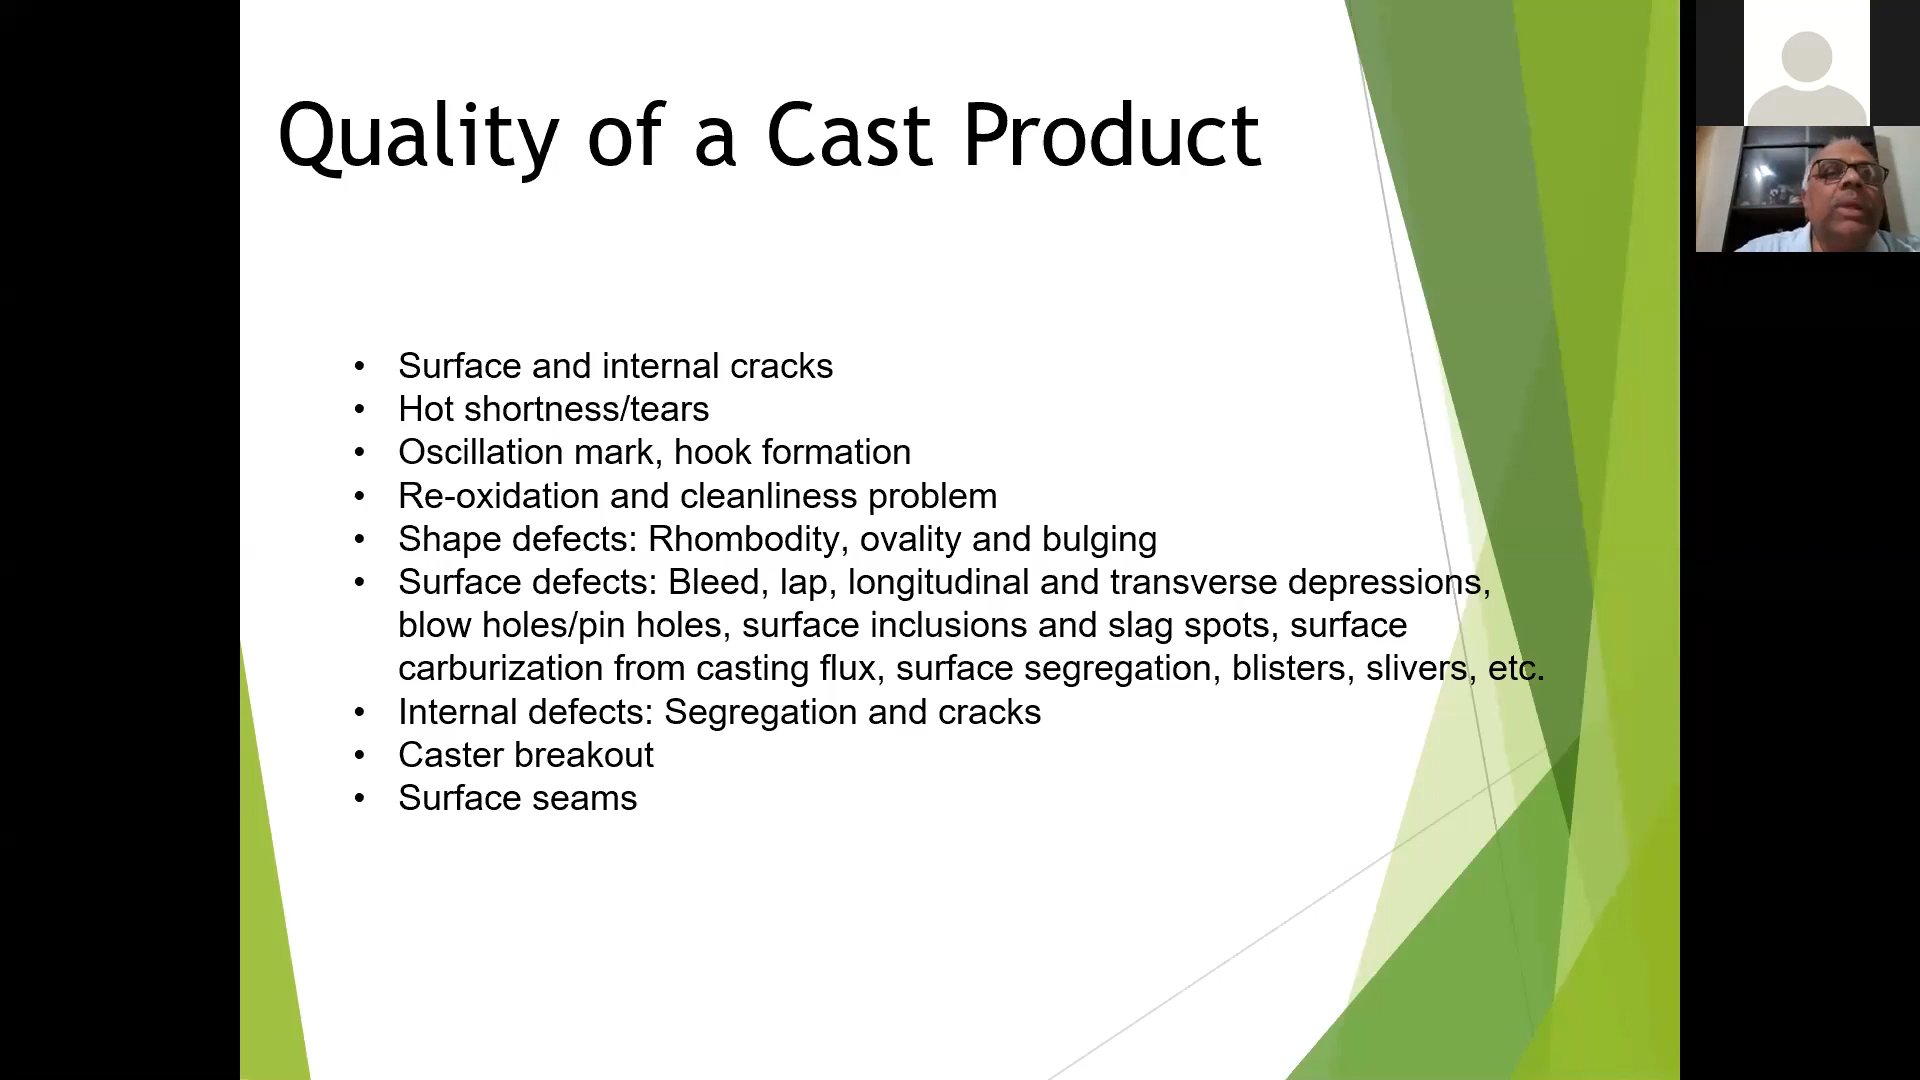 Quality of a Cast Product
• Surface and internal cracks
• Hot shortness/tears
• Oscillation mark, hook formation
• Re-oxidation and cleanliness problem
• Shape defects: Rhombodity, ovality and bulging
• Surface defects: Bleed, lap, longitudinal and transverse depressions,
blow holes/pin holes, surface inclusions and slag spots, surface
carburization from casting flux, surface segregation, blisters, slivers, etc.
• Internal defects: Segregation and cracks
• Caster breakout
• Surface seams